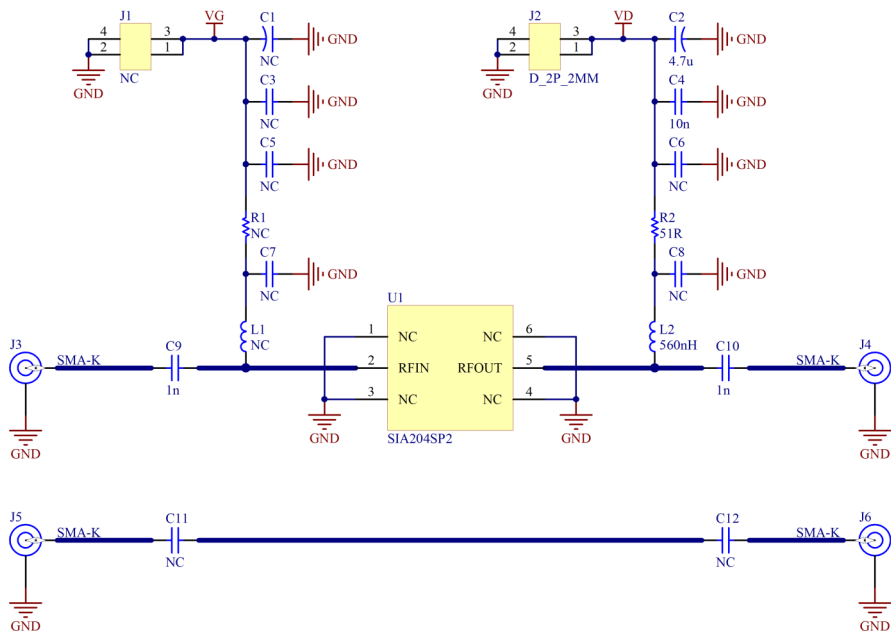 J1
VG
C1
4
3
2
1
GND
NC
NC
GND
C3
GND
NC
C5
GND
NC
R1
NC
C7
GND
NC
L1
NC
J2
VD
C2
4
3
2
1
GND
D_2P_2MM
4.7u
GND
C4
GND
10n
C6
GND
NC
R2
51R
C8
GND
NC
L2
560nH
U1
1
NC
NC
6
2
RFIN
RFOUT
5
3
NC
NC
4
GND
SIA204SP2
GND
J3
SMA-K
C9
1n
GND
C10
1n
SMA-K
J4
GND
J5
SMA-K
C11
NC
GND
C12
NC
SMA-K
J6
GND